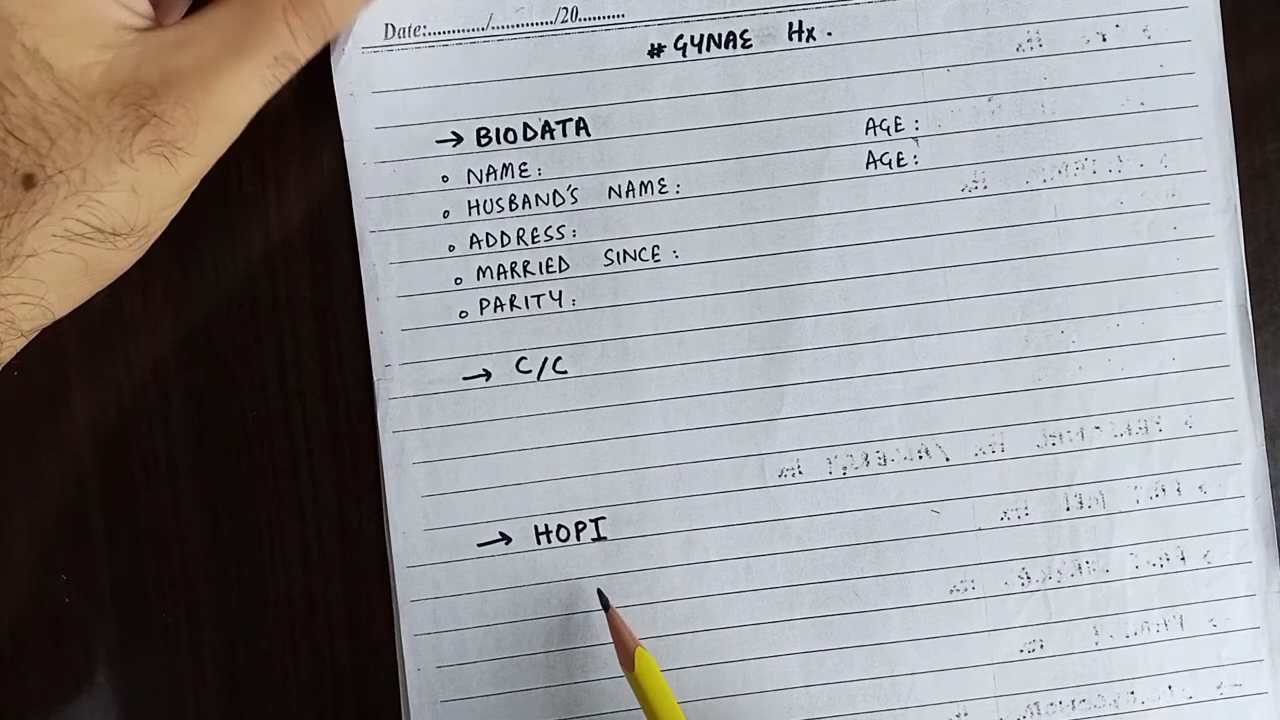 Date:............/............./20..........
# GYNAE Hx.
→ BIODATA
• NAME: AGE:
• HUSBAND'S NAME: AGE:
• ADDRESS:
• MARRIED SINCE:
• PARITY:
→ C/C
→ HOPI